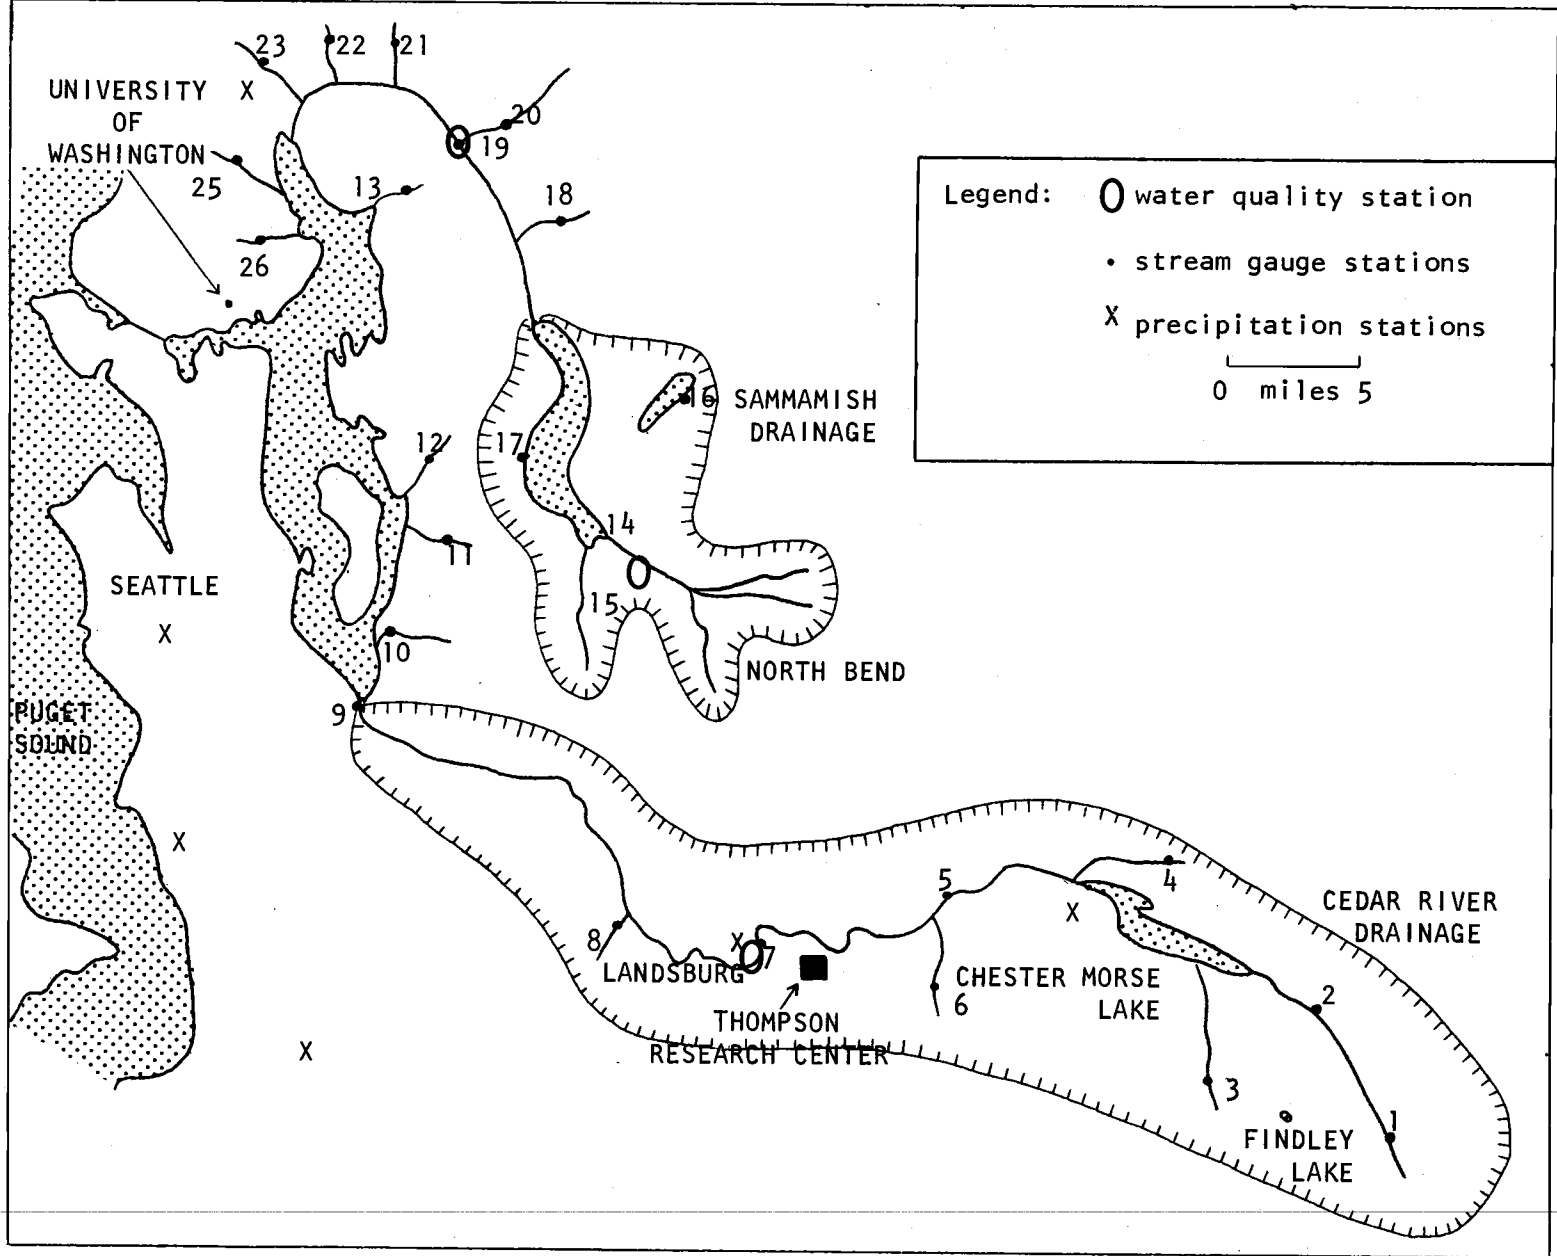 23
22
21
UNIVERSITY X
OF
WASHINGTON
20
19
25
13
18
26
Legend:
water quality station
stream gauge stations
X precipitation stations
0 miles 5
16
SAMMAMISH
DRAINAGE
12
17
14
11
SEATTLE
X
15
10
NORTH BEND
9
PUGET
SOUND
X
4
5
X
CEDAR RIVER
DRAINAGE
8
X
7
LANDSBURG
CHESTER MORSE
LAKE
6
2
THOMPSON
RESEARCH CENTER
X
3
1
FINDLEY
LAKE